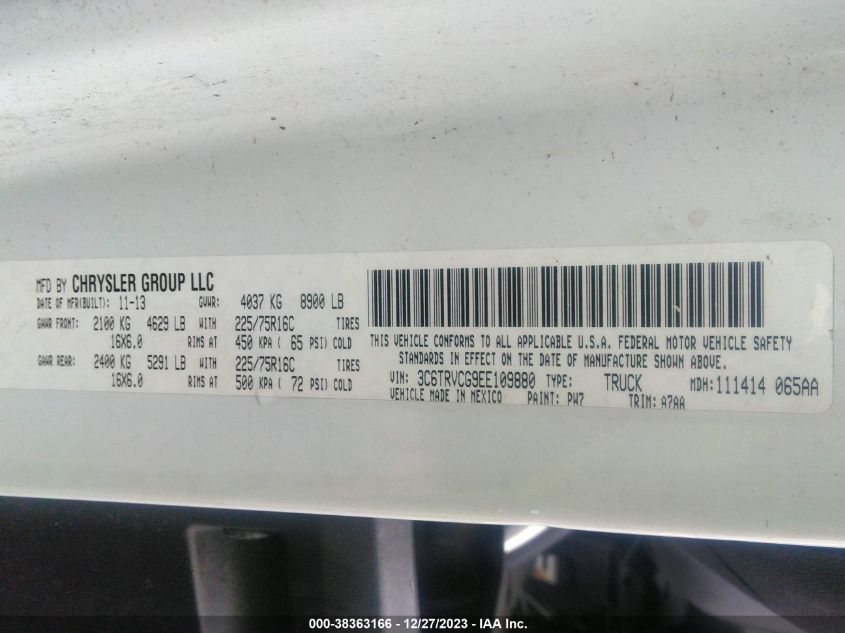 MFD BY CHRYSLER GROUP LLC
DATE OF MFR(BUILT): 11-13 GVWR: 4037 KG 8900 LB
GAWR FRONT: 2100 KG 4629 LB WITH 225/75R16C TIRES
16X6.0 RIMS AT 450 KPA ( 65 PSI) COLD
GAWR REAR: 2400 KG 5291 LB WITH 225/75R16C TIRES
16X6.0 RIMS AT 500 KPA ( 72 PSI) COLD
THIS VEHICLE CONFORMS TO ALL APPLICABLE U.S.A. FEDERAL MOTOR VEHICLE SAFETY
STANDARDS IN EFFECT ON THE DATE OF MANUFACTURE SHOWN ABOVE.
VIN: 3C6TRVCG9EE109880 TYPE: TRUCK MDH: 111414 065AA
VEHICLE MADE IN MEXICO PAINT: PW7 TRIM: A7AA
000-38363166 - 12/27/2023 - IAA Inc.